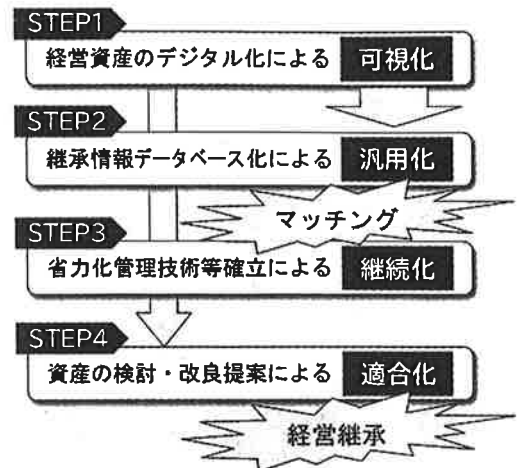 STEP1
経営資産のデジタル化による 可視化
STEP2
継承情報データベース化による 汎用化
マッチング
STEP3
省力化管理技術等確立による 継続化
STEP4
資産の検討・改良提案による 適合化
経営継承